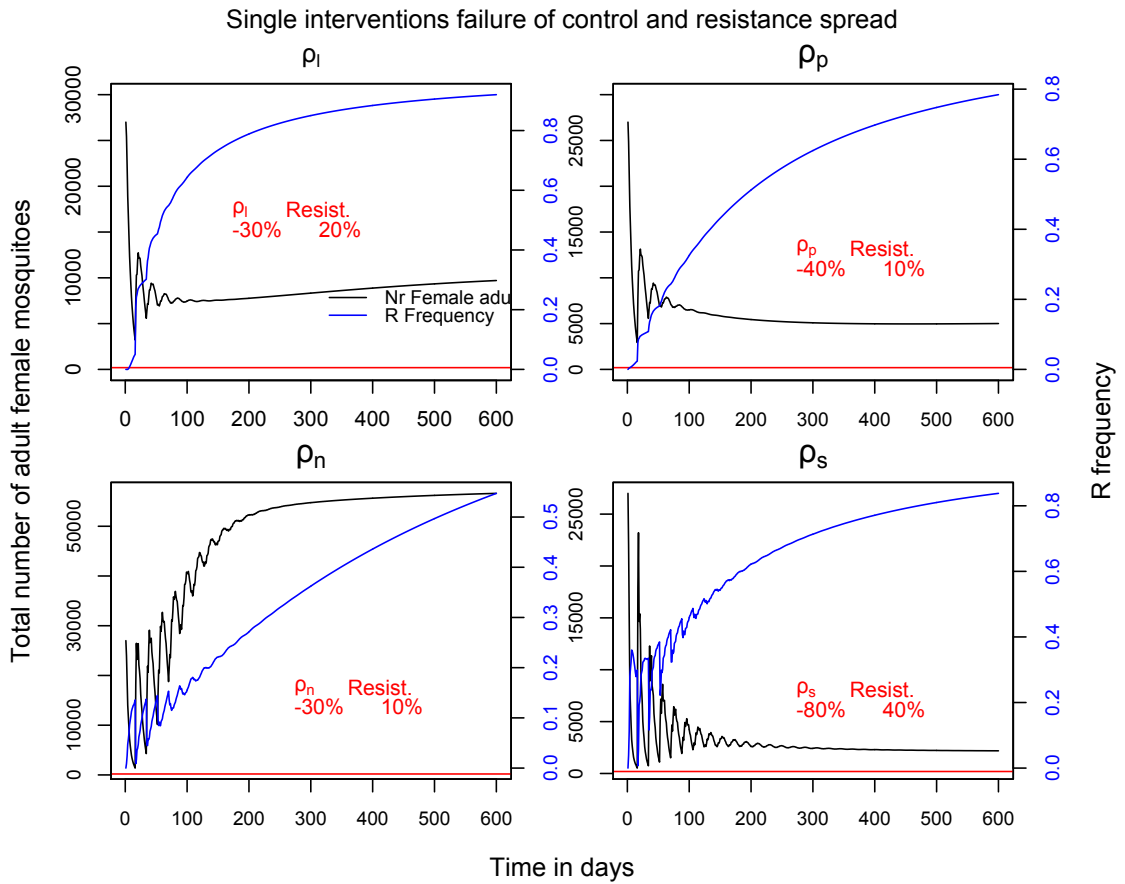 Single interventions failure of control and resistance spread
ρl
ρp
Total number of adult female mosquitoes
0 5000 10000 20000 30000
0.0 0.2 0.4 0.6 0.8
ρl Resist.
-30% 20%
Nr Female adu
R Frequency
0 100 200 300 400 500 600
0 5000 15000 25000
0.0 0.2 0.4 0.6 0.8
ρp Resist.
-40% 10%
0 100 200 300 400 500 600
R frequency
ρn
ρs
0 10000 30000 50000
0.0 0.1 0.2 0.3 0.5
ρn Resist.
-30% 10%
0 100 200 300 400 500 600
0 5000 15000 25000
0.0 0.2 0.4 0.6 0.8
ρs Resist.
-80% 40%
0 100 200 300 400 500 600
Time in days